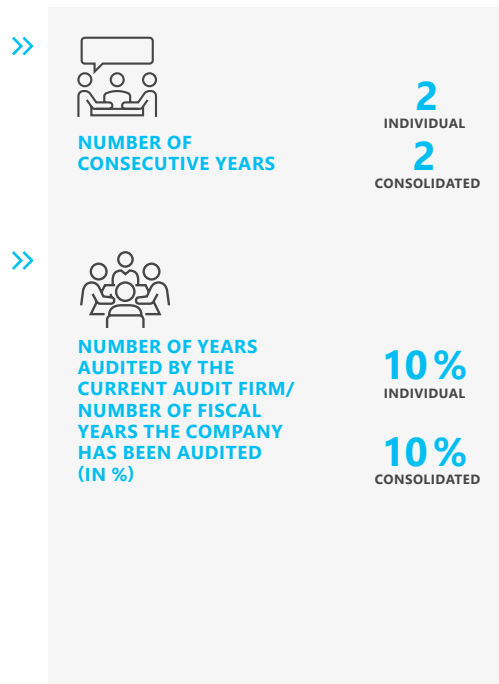 NUMBER OF
CONSECUTIVE YEARS
2
INDIVIDUAL
2
CONSOLIDATED
NUMBER OF YEARS
AUDITED BY THE
CURRENT AUDIT FIRM/
NUMBER OF FISCAL
YEARS THE COMPANY
HAS BEEN AUDITED
(IN %)
10 %
INDIVIDUAL
10 %
CONSOLIDATED